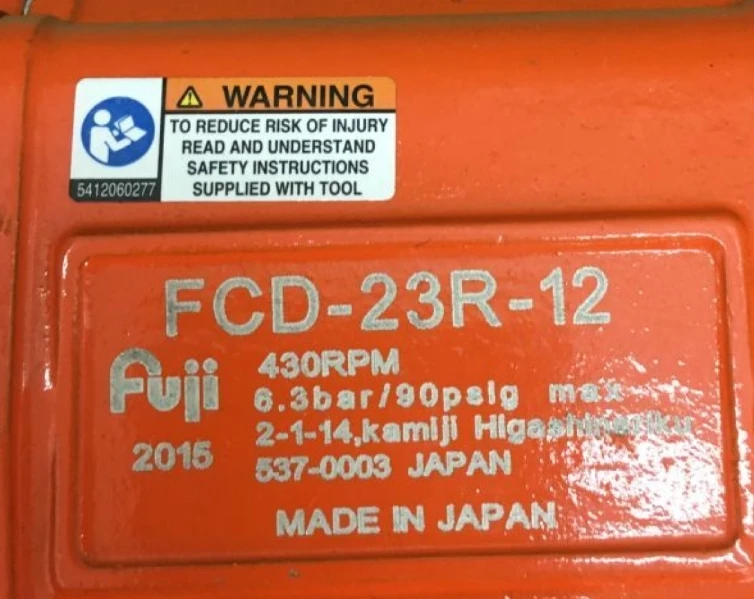 WARNING
TO REDUCE RISK OF INJURY
READ AND UNDERSTAND
SAFETY INSTRUCTIONS
SUPPLIED WITH TOOL
5412060277
FCD-23R-12
Fuji
2015
430RPM
6.3bar/90psig max
2-1-14,kamiji Higashinariku
537-0003 JAPAN
MADE IN JAPAN